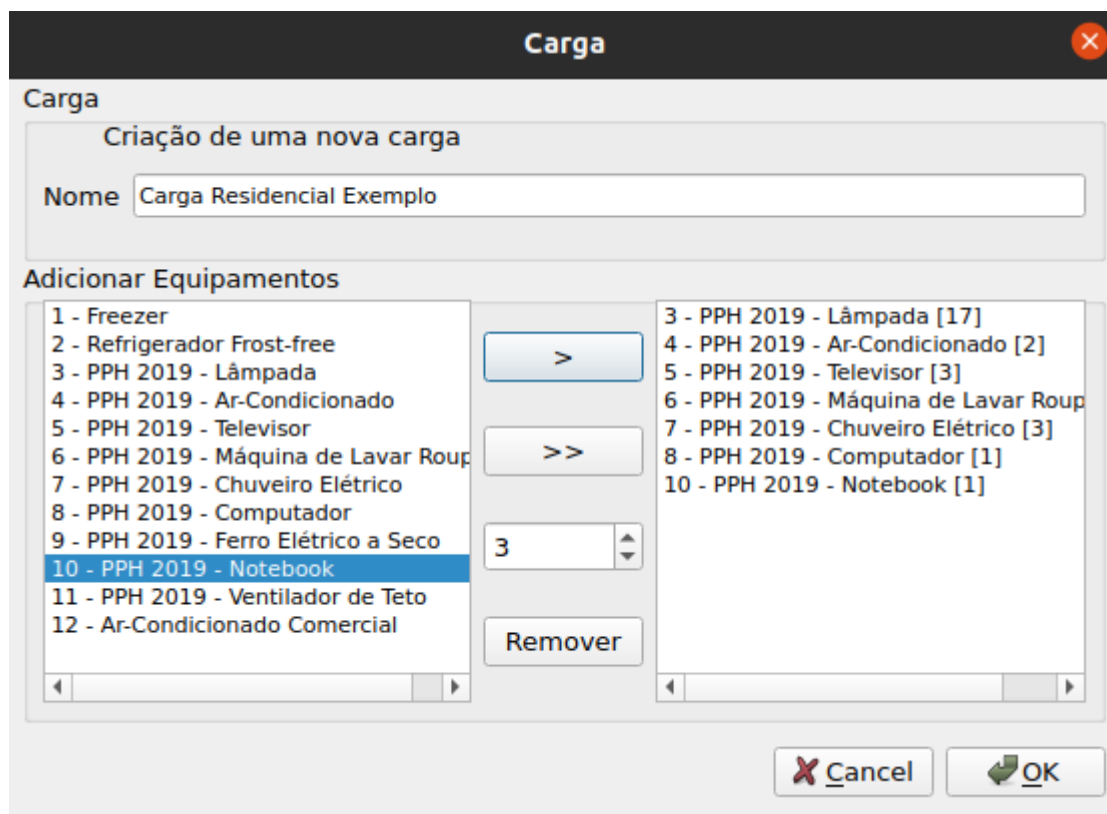 Carga
Carga
Criação de uma nova carga
Nome Carga Residencial Exemplo
Adicionar Equipamentos
1 - Freezer
2 - Refrigerador Frost-free
3 - PPH 2019 - Lâmpada
4 - PPH 2019 - Ar-Condicionado
5 - PPH 2019 - Televisor
6 - PPH 2019 - Máquina de Lavar Roup
7 - PPH 2019 - Chuveiro Elétrico
8 - PPH 2019 - Computador
9 - PPH 2019 - Ferro Elétrico a Seco
10 - PPH 2019 - Notebook
11 - PPH 2019 - Ventilador de Teto
12 - Ar-Condicionado Comercial
>
>>
3
Remover
3 - PPH 2019 - Lâmpada [17]
4 - PPH 2019 - Ar-Condicionado [2]
5 - PPH 2019 - Televisor [3]
6 - PPH 2019 - Máquina de Lavar Roup
7 - PPH 2019 - Chuveiro Elétrico [3]
8 - PPH 2019 - Computador [1]
10 - PPH 2019 - Notebook [1]
Cancel
OK